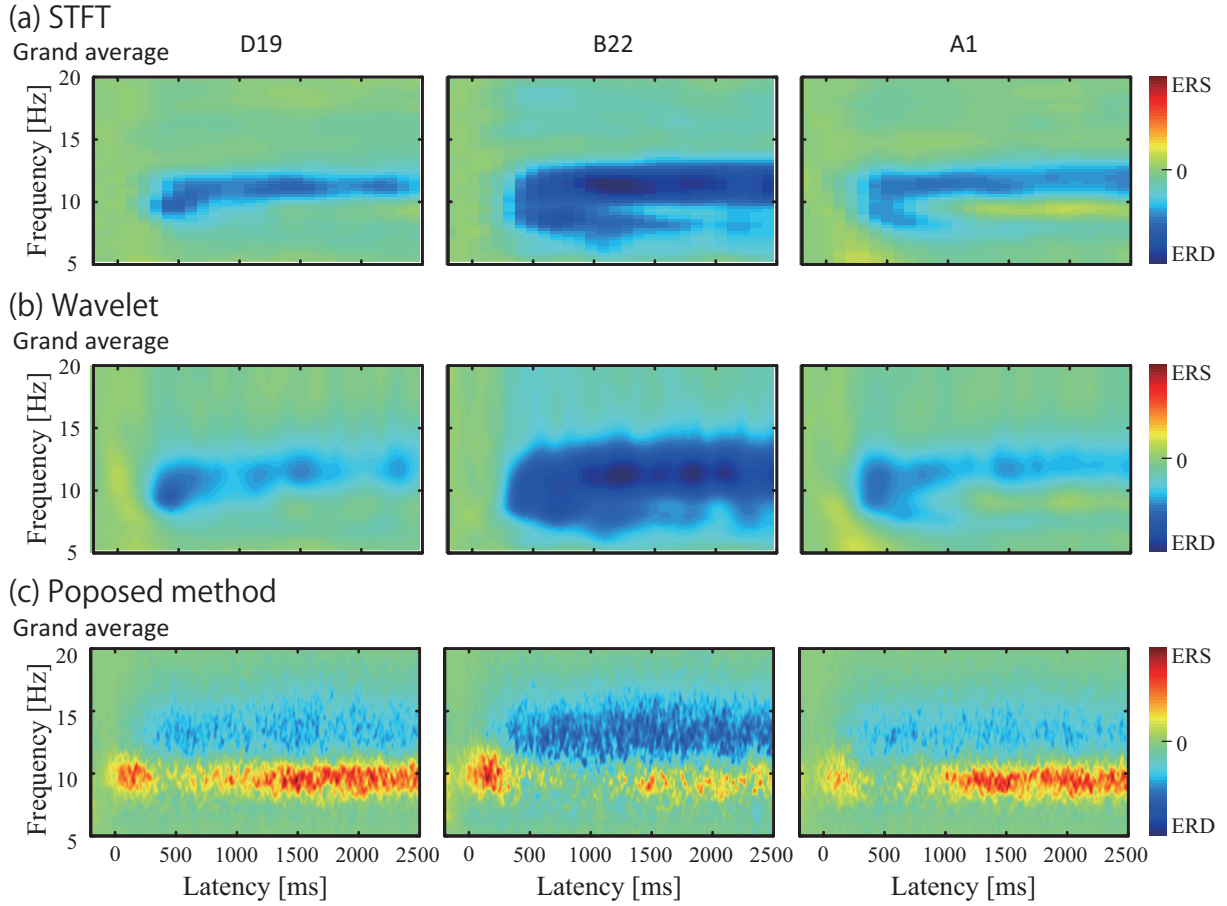 (a) STFT
Grand average
D19 B22 A1
Frequency [Hz]
20
15
10
5
ERS
0
ERD
(b) Wavelet
Grand average
Frequency [Hz]
20
15
10
5
ERS
0
ERD
(c) Poposed method
Grand average
Frequency [Hz]
20
15
10
5
ERS
0
ERD
0 500 1000 1500 2000 2500 0 500 1000 1500 2000 2500 0 500 1000 1500 2000 2500
Latency [ms] Latency [ms] Latency [ms]